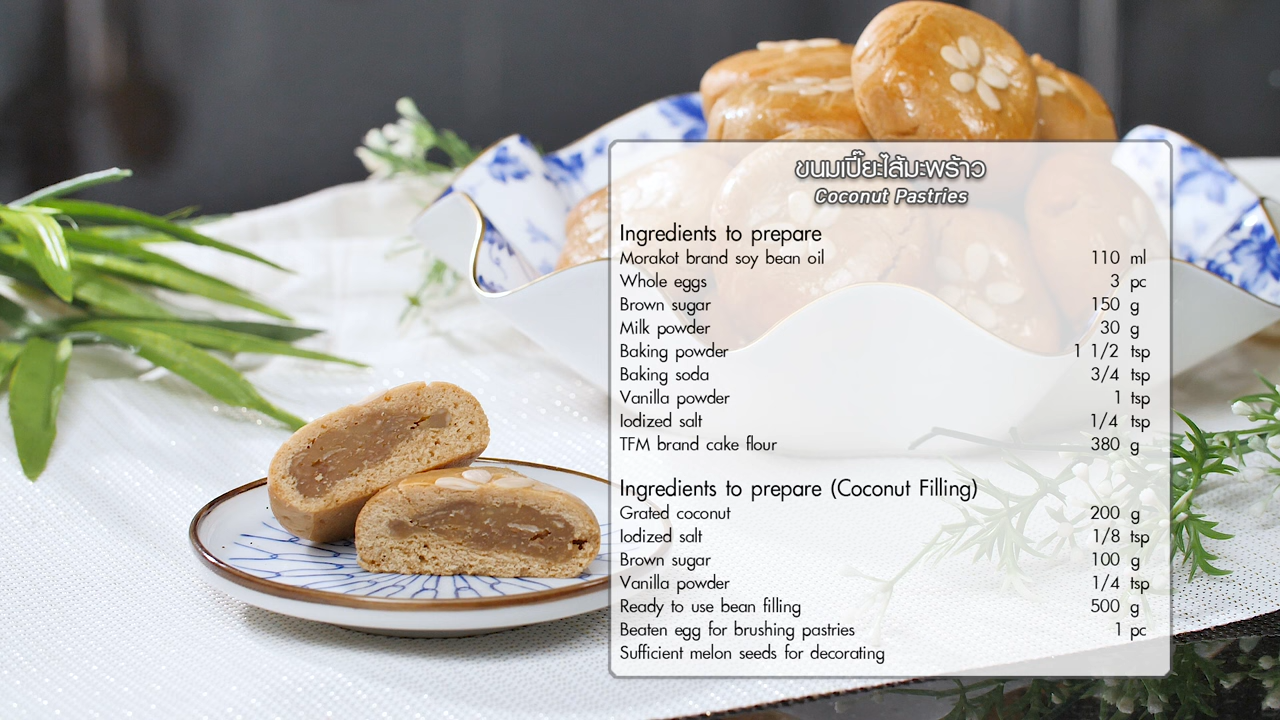 ขนมเปี๊ยะไส้มะพร้าว
Coconut Pastries
Ingredients to prepare
Morakot brand soy bean oil 110 ml
Whole eggs 3 pc
Brown sugar 150 g
Milk powder 30 g
Baking powder 1 1/2 tsp
Baking soda 3/4 tsp
Vanilla powder 1 tsp
Iodized salt 1/4 tsp
TFM brand cake flour 380 g
Ingredients to prepare (Coconut Filling)
Grated coconut 200 g
Iodized salt 1/8 tsp
Brown sugar 100 g
Vanilla powder 1/4 tsp
Ready to use bean filling 500 g
Beaten egg for brushing pastries 1 pc
Sufficient melon seeds for decorating